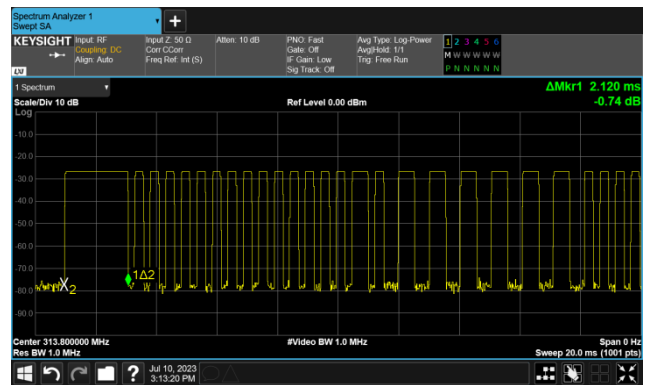 Spectrum Analyzer 1
Swept SA
+
KEYSIGHT Input: RF Input Z: 50 Ω Atten: 10 dB PNO: Fast Avg Type: Log-Power 1 2 3 4 5 6
Coupling: DC Corr CCorr Gate: Off Avg|Hold: 1/1 M W W W W W
Align: Auto Freq Ref: Int (S) IF Gain: Low Trig: Free Run
LXI Sig Track: Off P N N N N N
1 Spectrum ΔMkr1 2.120 ms
Scale/Div 10 dB Ref Level 0.00 dBm -0.74 dB
Log
-10.0
-20.0
-30.0
-40.0
-50.0
-60.0
-70.0
1Δ2
X2
-80.0
-90.0
Center 313.800000 MHz #Video BW 1.0 MHz Span 0 Hz
Res BW 1.0 MHz Sweep 20.0 ms (1001 pts)
? Jul 10, 2023
3:13:20 PM